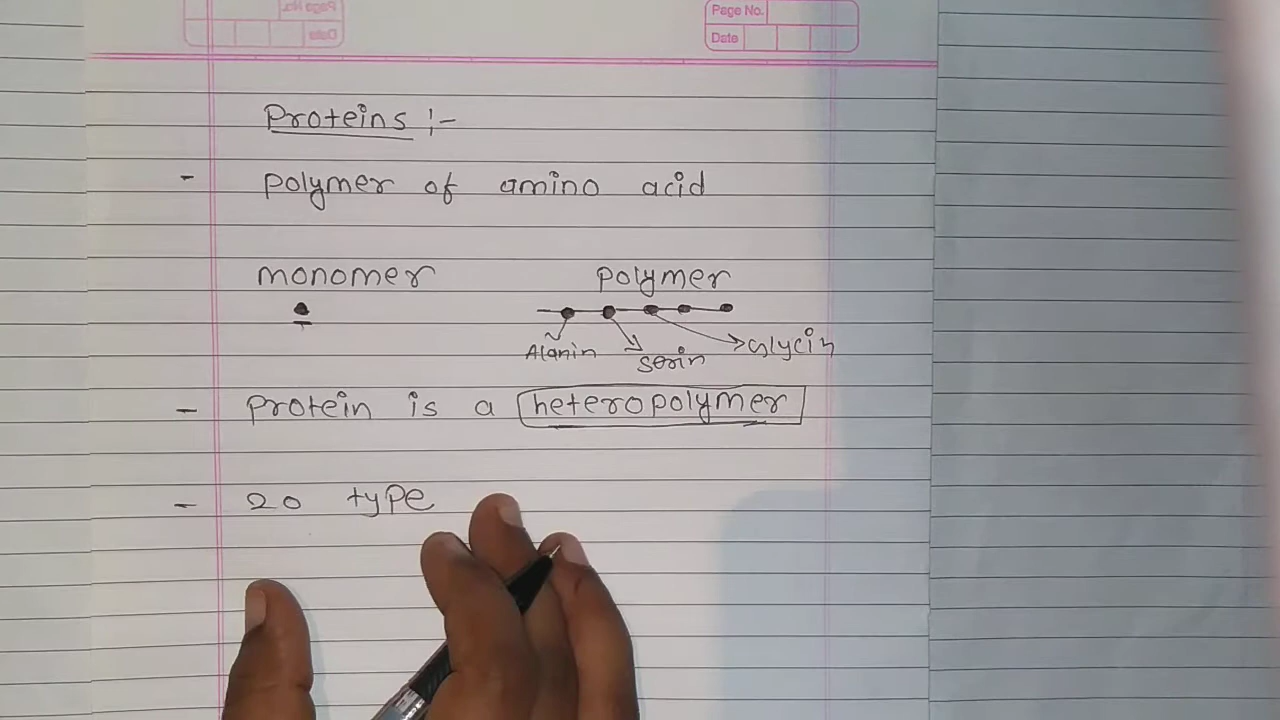 Page No.
Date
Proteins :-
- polymer of amino acid
monomer polymer
Alanin serin Glycin
- protein is a heteropolymer
- 20 type